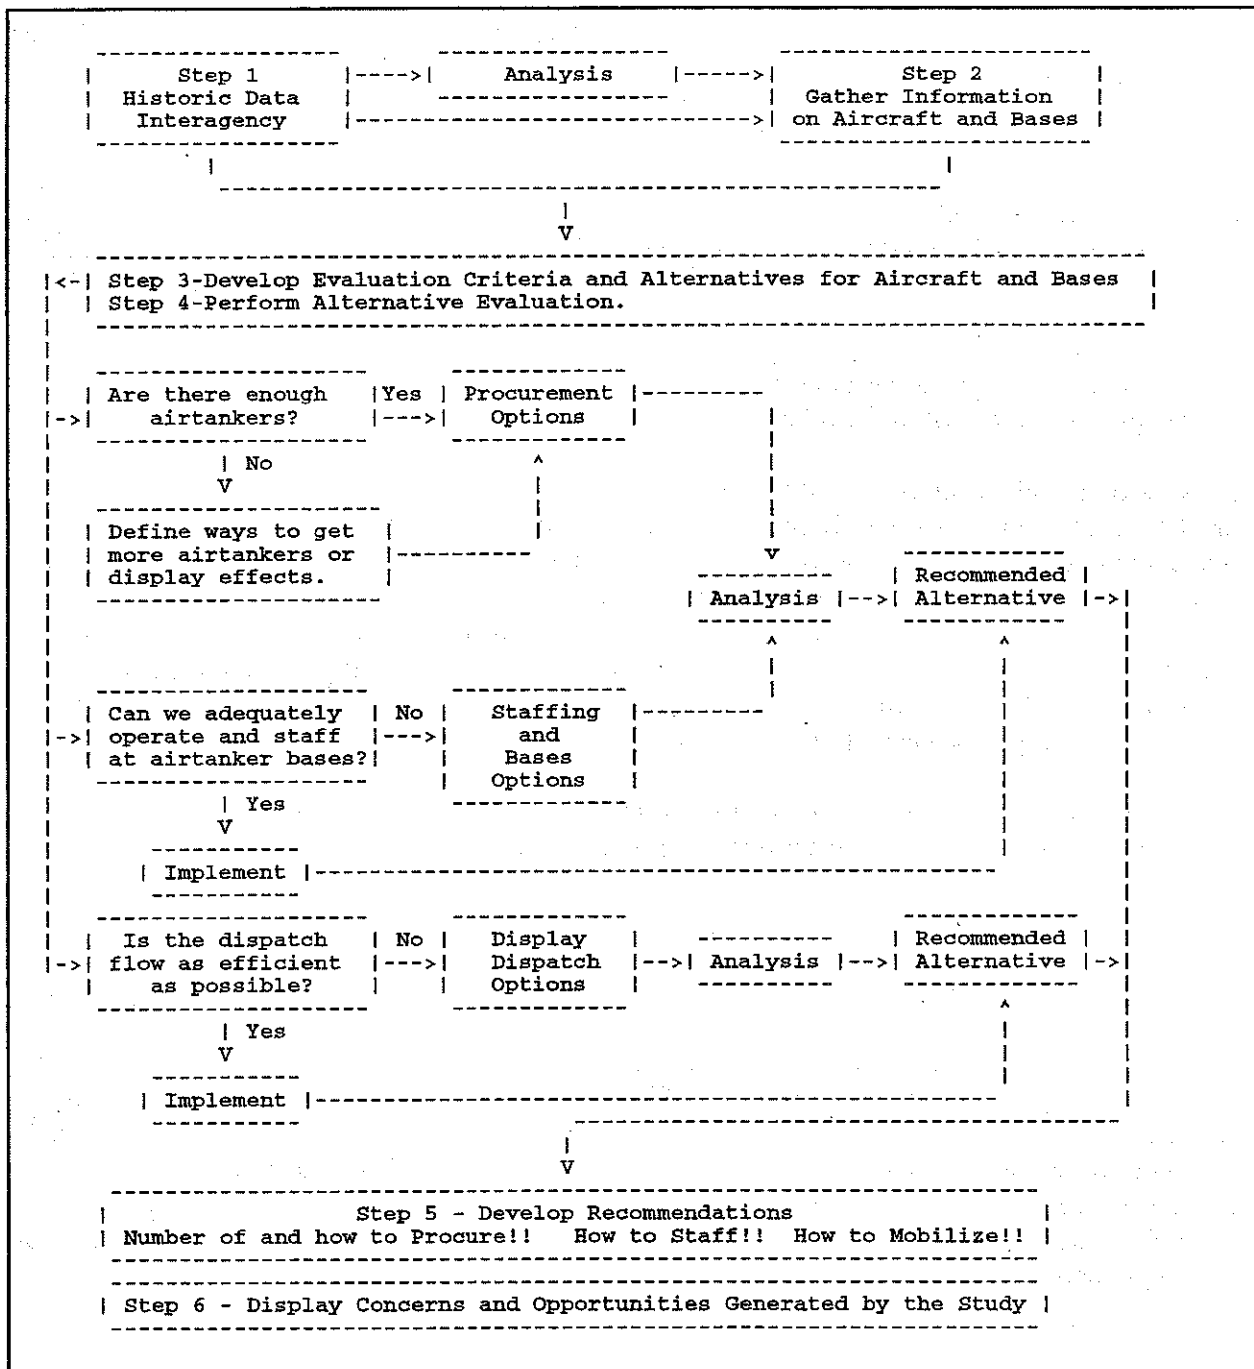 Step 1
Historic Data
Interagency
Analysis
Step 2
Gather Information
on Aircraft and Bases
Step 3-Develop Evaluation Criteria and Alternatives for Aircraft and Bases
Step 4-Perform Alternative Evaluation.
Are there enough
airtankers?
Yes
Procurement
Options
No
Define ways to get
more airtankers or
display effects.
Analysis
Recommended
Alternative
Can we adequately
operate and staff
at airtanker bases?
No
Staffing
and
Bases
Options
Yes
Implement
Is the dispatch
flow as efficient
as possible?
No
Display
Dispatch
Options
Analysis
Recommended
Alternative
Yes
Implement
Step 5 - Develop Recommendations
Number of and how to Procure!! How to Staff!! How to Mobilize!!
Step 6 - Display Concerns and Opportunities Generated by the Study